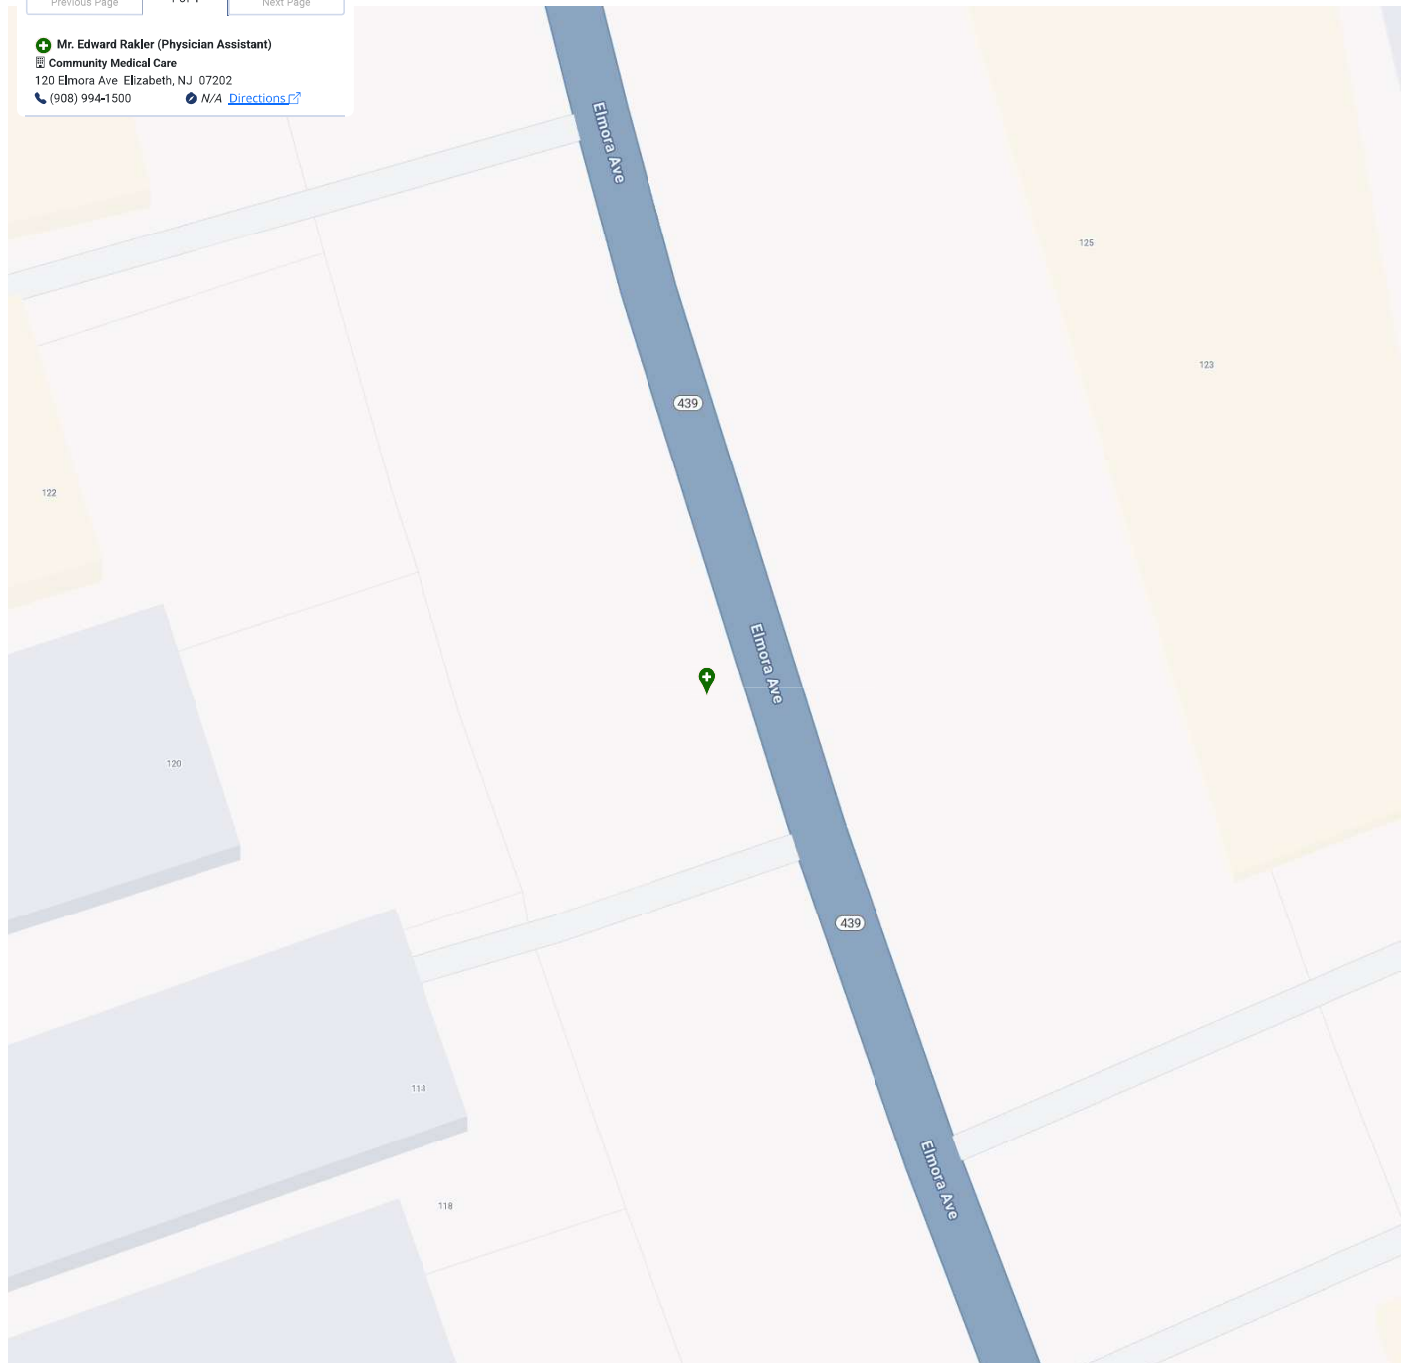 Previous Page
Next Page
Mr. Edward Rakler (Physician Assistant)
Community Medical Care
120 Elmora Ave Elizabeth, NJ 07202
(908) 994-1500 N/A Directions
Elmora Ave
125
123
439
122
Elmora Ave
120
439
114
Elmora Ave
118